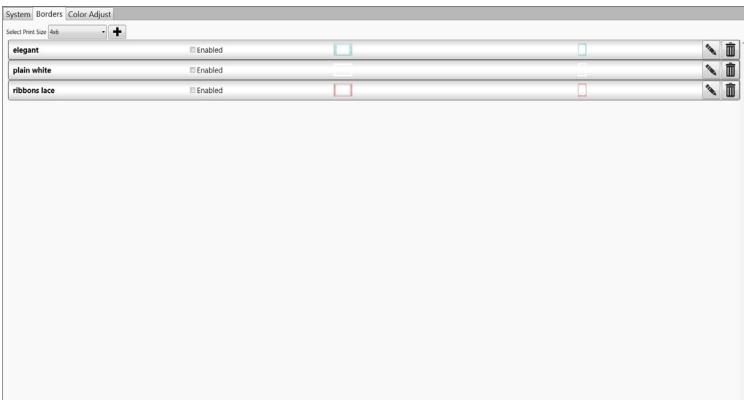 System Borders Color Adjust
Select Print Size 4x6
elegant Enabled
plain white Enabled
ribbons lace Enabled